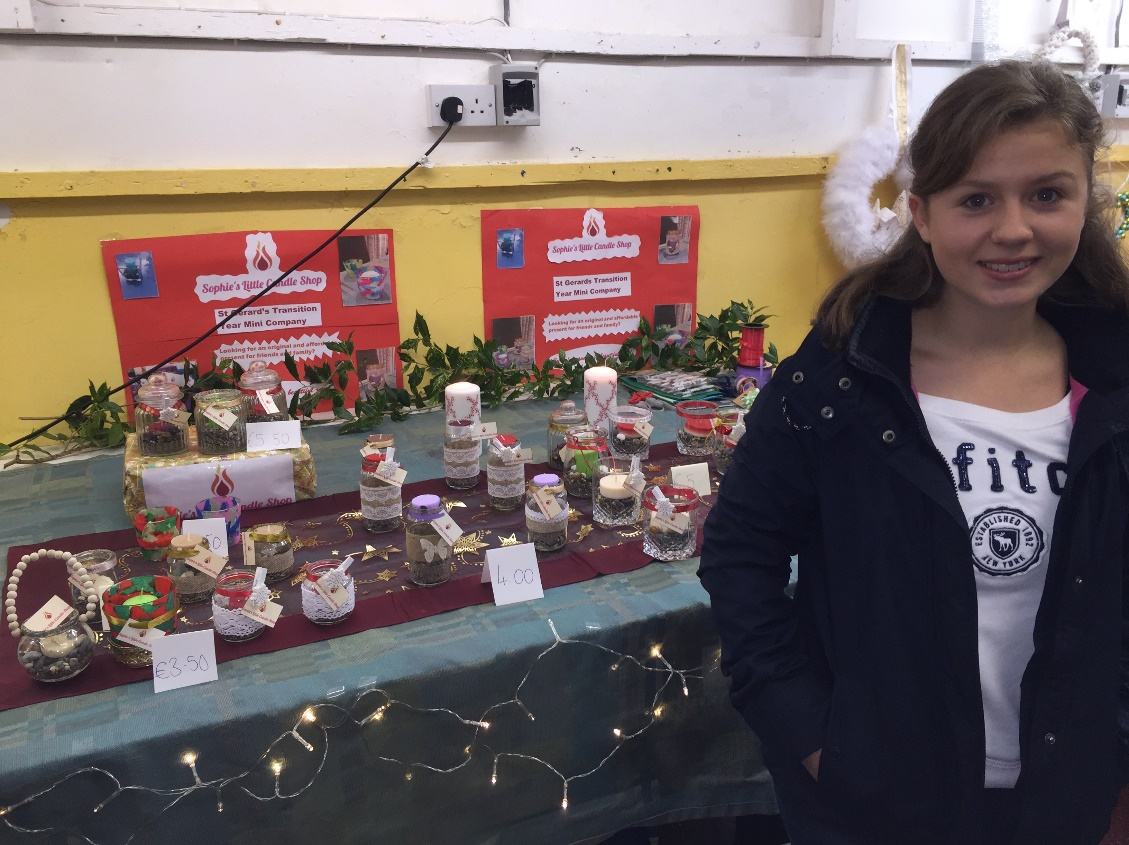 Sophie's Little Candle Shop
St Gerard's Transition
Year Mini Company
Looking for an original and afford
present for friends and family?
Sophie's Little Candle Shop
St Gerards Transition
Year Mini Company
Looking for an original and affordable
present for friends and family?
€5.50
Candle Shop
50
€3.50
4.00
fitc
ESTABLISHED 1892
NEW YORK